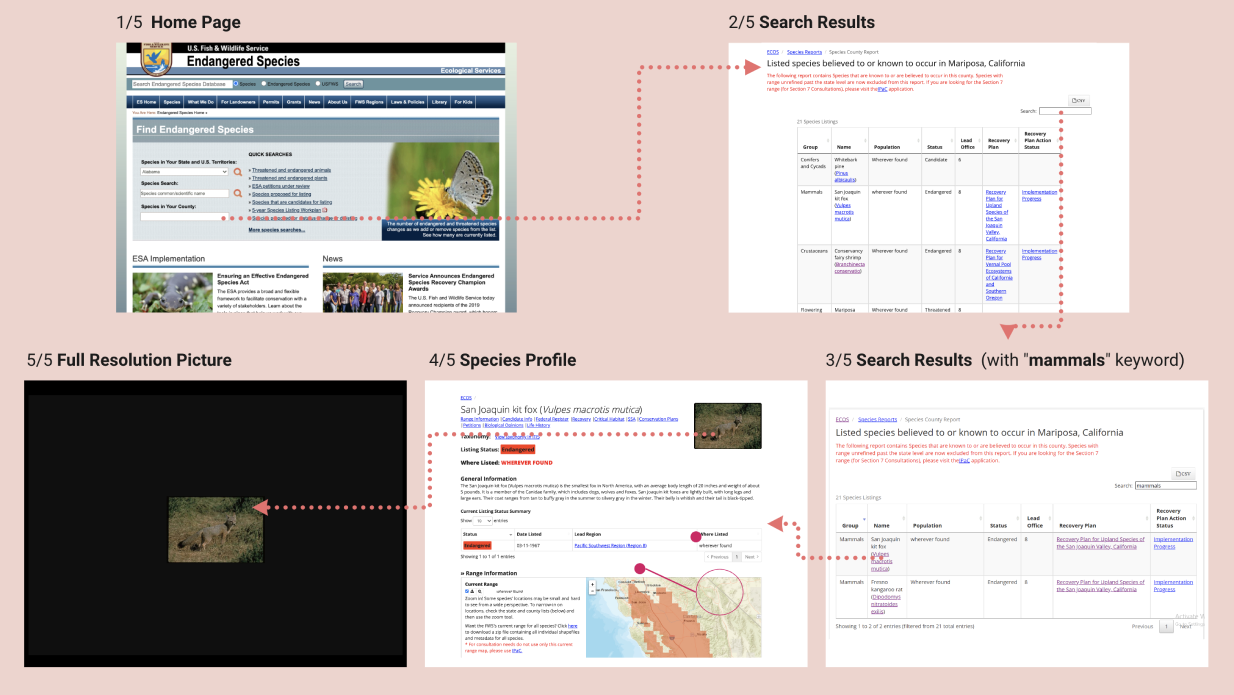 1/5 Home Page
U.S. Fish & Wildlife Service
Endangered Species
Ecological Services
Search Endangered Species Database
Species
Endangered Species
USFWS
Search
ES Home
Species
What We Do
For Landowners
Permits
Grants
News
About Us
FWS Regions
Laws & Policies
Library
For Kids
You Are Here: Endangered Species Home »
Find Endangered Species
Species in Your State and U.S. Territories:
Alabama
Species Search:
Species common/scientific name
Species in Your County:
QUICK SEARCHES
» Threatened and endangered animals
» Threatened and endangered plants
» ESA petitions under review
» Species proposed for listing
» Species that are candidates for listing
» 5-year Species Listing Workplan
More species searches...
The number of endangered and threatened species
changes as we add or remove species from the list.
See how many are currently listed.
ESA Implementation
Ensuring an Effective Endangered
Species Act
The ESA provides a broad and flexible
framework to facilitate conservation with a
variety of stakeholders. Learn about the
News
Service Announces Endangered
Species Recovery Champion
Awards
The U.S. Fish and Wildlife Service today
announced recipients of the 2019
2/5 Search Results
ECOS / Species Reports / Species County Report
Listed species believed to or known to occur in Mariposa, California
The following report contains Species that are known to or are believed to occur in this county. Species with
range unrefined past the state level are now excluded from this report. If you are looking for the Section 7
range (for Section 7 Consultations), please visit the IPaC application.
CSV
Search:
21 Species Listings
Group
Name
Population
Status
Lead
Office
Recovery
Plan
Recovery
Plan Action
Status
Conifers
and Cycads
Whitebark
pine
(Pinus
albicaulis)
Wherever found
Candidate
6
Mammals
San Joaquin
kit fox
(Vulpes
macrotis
mutica)
wherever found
Endangered
8
Recovery
Plan for
Upland
Species of
the San
Joaquin
Valley,
California
Implementation
Progress
Crustaceans
Conservancy
fairy shrimp
(Branchinecta
conservatio)
Wherever found
Endangered
8
Recovery
Plan for
Vernal Pool
Ecosystems
of California
and
Southern
Oregon
Implementation
Progress
Flowering
Mariposa
Wherever found
Threatened
8
5/5 Full Resolution Picture
4/5 Species Profile
ECOS /
San Joaquin kit fox (Vulpes macrotis mutica)
Range Information | Candidate Info | Federal Register | Recovery | Critical Habitat | SSA | Conservation Plans
| Petitions | Biological Opinions | Life History
Taxonomy: View taxonomy in ITIS
Listing Status: Endangered
Where Listed: WHEREVER FOUND
General Information
The San Joaquin kit fox (Vulpes macrotis mutica) is the smallest fox in North America, with an average body length of 20 inches and weight of about
5 pounds. It is a member of the Canidae family, which includes dogs, wolves and foxes. San Joaquin kit foxes are lightly built, with long legs and
large ears. Their coat ranges from tan to buffy gray in the summer to silvery gray in the winter. Their belly is whitish and their tail is black-tipped.
Current Listing Status Summary
Show 10 entries
Status
Date Listed
Lead Region
Where Listed
Endangered
03-11-1967
Pacific Southwest Region (Region 8)
wherever found
Showing 1 to 1 of 1 entries
‹ Previous 1 Next ›
» Range Information
Current Range
wherever found
Zoom in! Some species' locations may be small and hard
to see from a wide perspective. To narrow in on
locations, check the state and county lists (below) and
then use the zoom tool.
Want the FWS's current range for all species? Click here
to download a zip file containing all individual shapefiles
and metadata for all species.
* For consultation needs do not use only this current
range map, please use IPaC.
3/5 Search Results (with "mammals" keyword)
ECOS / Species Reports / Species County Report
Listed species believed to or known to occur in Mariposa, California
The following report contains Species that are known to or are believed to occur in this county. Species with
range unrefined past the state level are now excluded from this report. If you are looking for the Section 7
range (for Section 7 Consultations), please visit the IPaC application.
CSV
Search: mammals
21 Species Listings
Group
Name
Population
Status
Lead
Office
Recovery Plan
Recovery
Plan Action
Status
Mammals
San Joaquin
kit fox
(Vulpes
macrotis
mutica)
wherever found
Endangered
8
Recovery Plan for Upland Species of
the San Joaquin Valley, California
Implementation
Progress
Mammals
Fresno
kangaroo rat
(Dipodomys
nitratoides
exilis)
Wherever found
Endangered
8
Recovery Plan for Upland Species of
the San Joaquin Valley, California
Implementation
Progress
Showing 1 to 2 of 2 entries (filtered from 21 total entries)
Previous 1 Next
Activate W